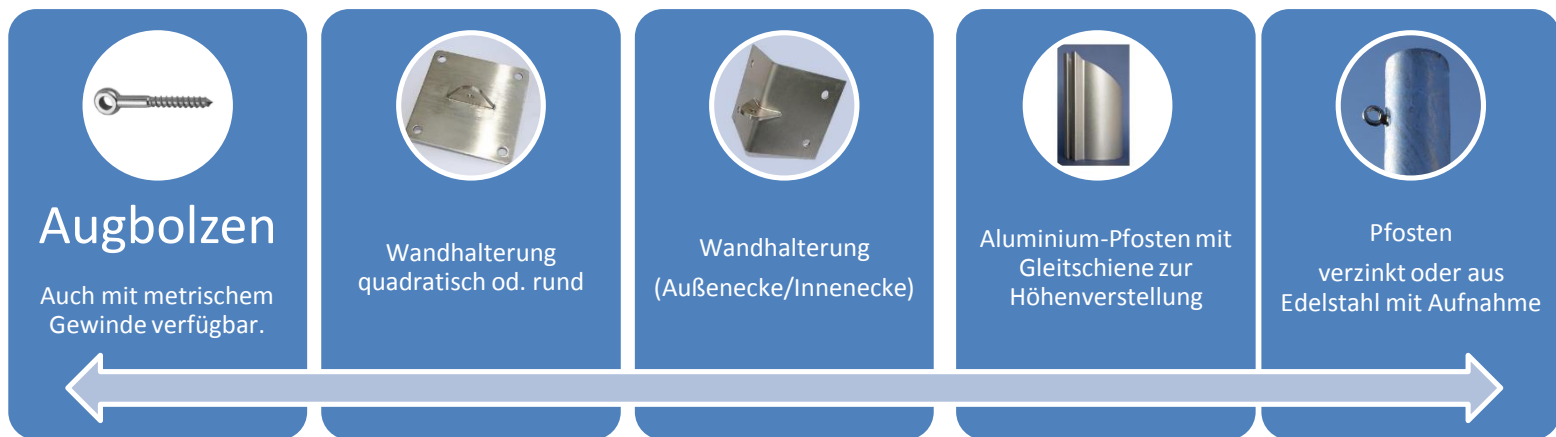 Augbolzen
Auch mit metrischem
Gewinde verfügbar.
Wandhalterung
quadratisch od. rund
Wandhalterung
(Außenecke/Innenecke)
Aluminium-Pfosten mit
Gleitschiene zur
Höhenverstellung
Pfosten
verzinkt oder aus
Edelstahl mit Aufnahme